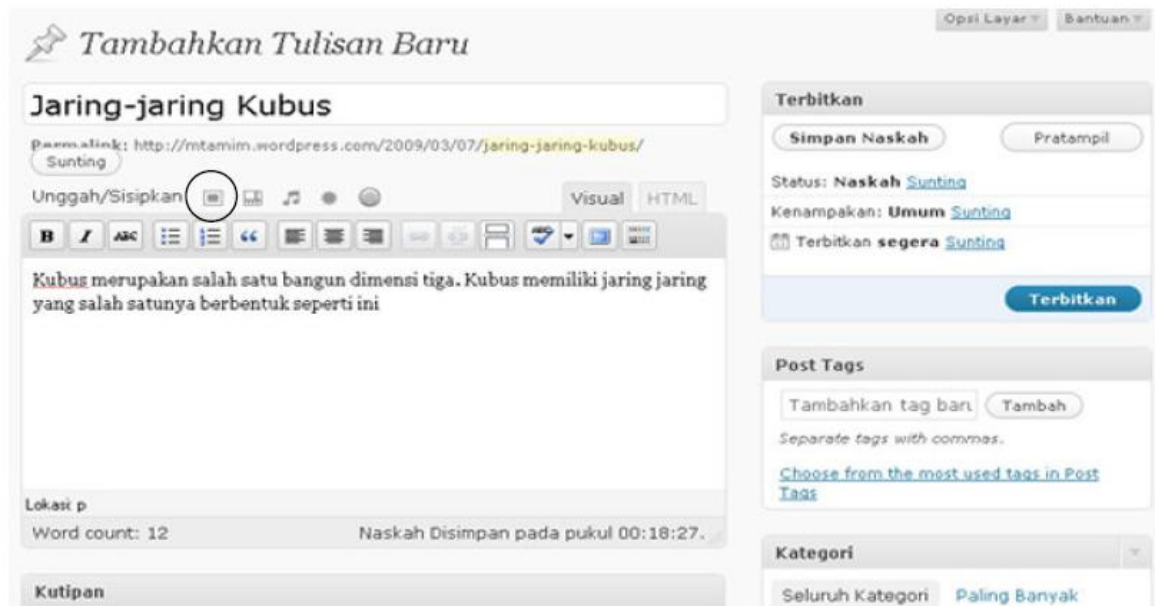 Opsi Layar Bantuan
Tambahkan Tulisan Baru
Jaring-jaring Kubus
Permalink: http://mtamim.wordpress.com/2009/03/07/jaring-jaring-kubus/
Sunting
Unggah/Sisipkan
Visual HTML
B I ABC
Kubus merupakan salah satu bangun dimensi tiga. Kubus memiliki jaring jaring
yang salah satunya berbentuk seperti ini
Lokasi: p
Word count: 12 Naskah Disimpan pada pukul 00:18:27.
Kutipan
Terbitkan
Simpan Naskah Pratampil
Status: Naskah Sunting
Kenampakan: Umum Sunting
Terbitkan segera Sunting
Terbitkan
Post Tags
Tambahkan tag baru Tambah
Separate tags with commas.
Choose from the most used tags in Post
Tags
Kategori
Seluruh Kategori Paling Banyak